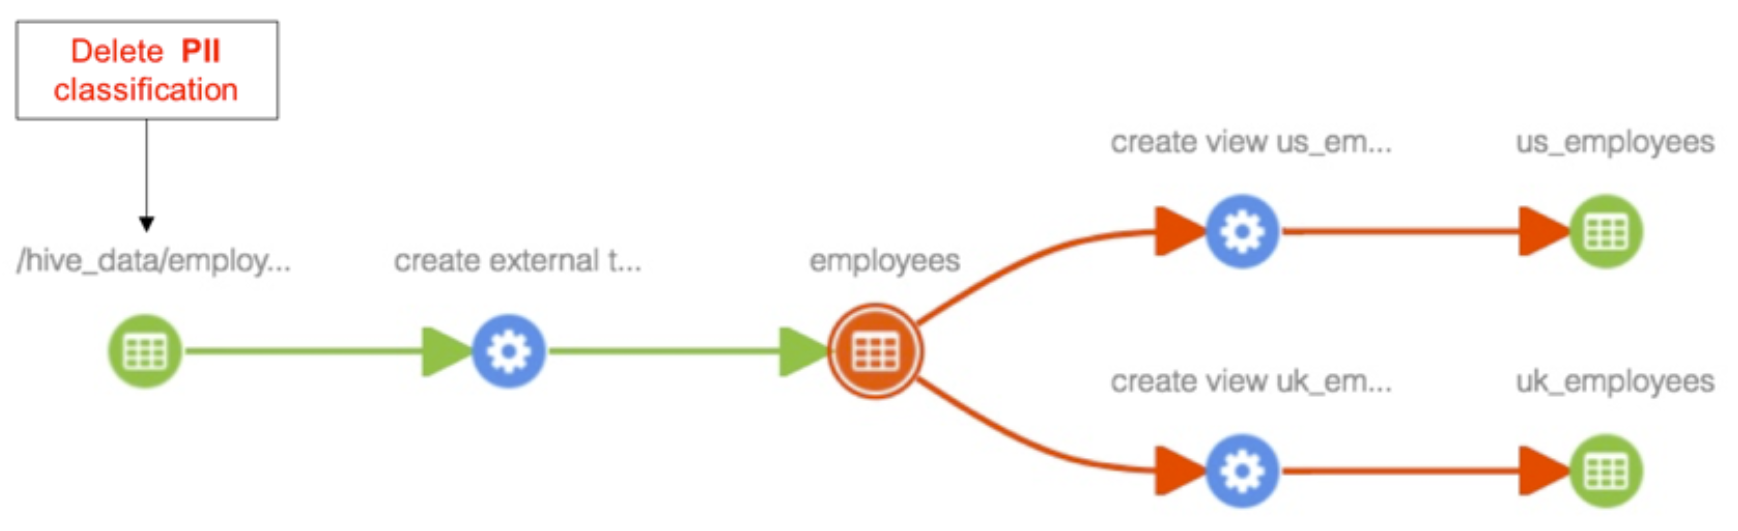 Delete PII
classification
create view us_em...
us_employees
/hive_data/employ...
create external t...
employees
create view uk_em...
uk_employees